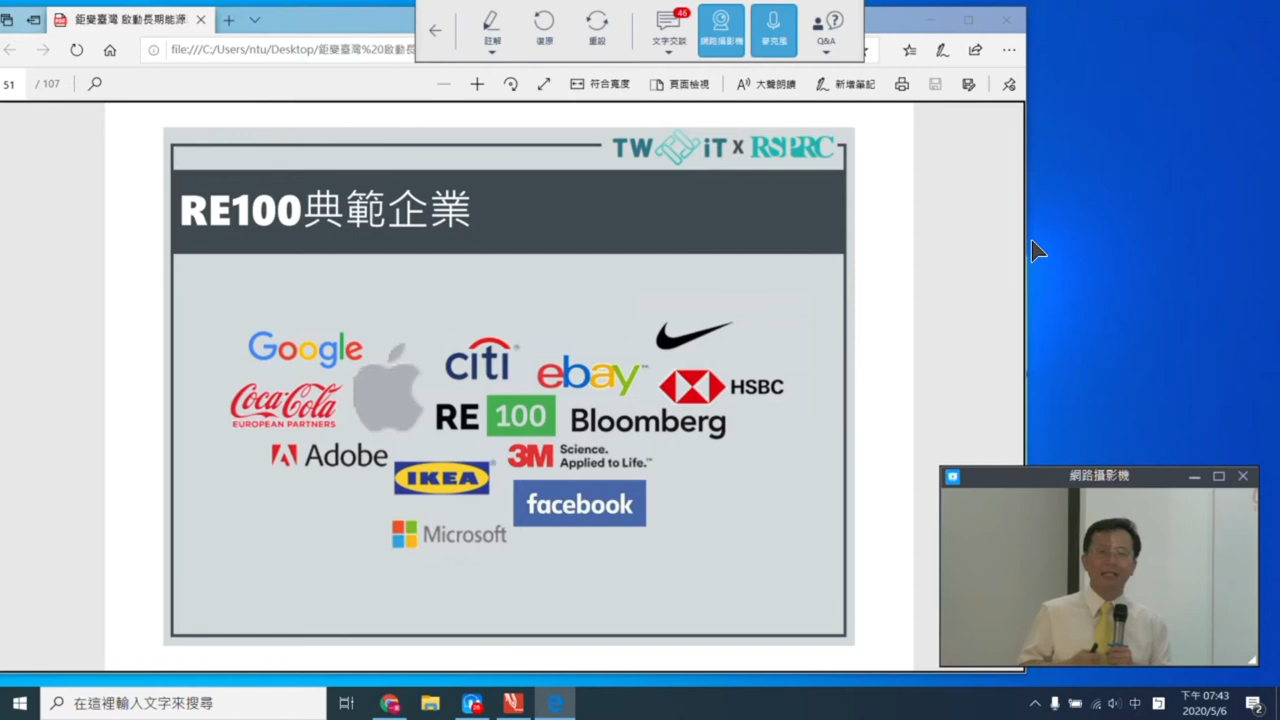 鉅變臺灣 啟動長期能源
註解
復原
重設
文字交談
46
網路攝影機
麥克風
Q&A
file:///C:/Users/ntu/Desktop/鉅變臺灣%20啟動長
51 / 107
符合寬度
頁面檢視
大聲朗讀
新增筆記
TW iT x RSPRC
RE100典範企業
Google
citi
ebay
Coca-Cola
EUROPEAN PARTNERS
HSBC
RE 100
Bloomberg
Adobe
IKEA
3M Science.
Applied to Life.™
facebook
Microsoft
網路攝影機
在這裡輸入文字來搜尋
中
下午 07:43
2020/5/6
2